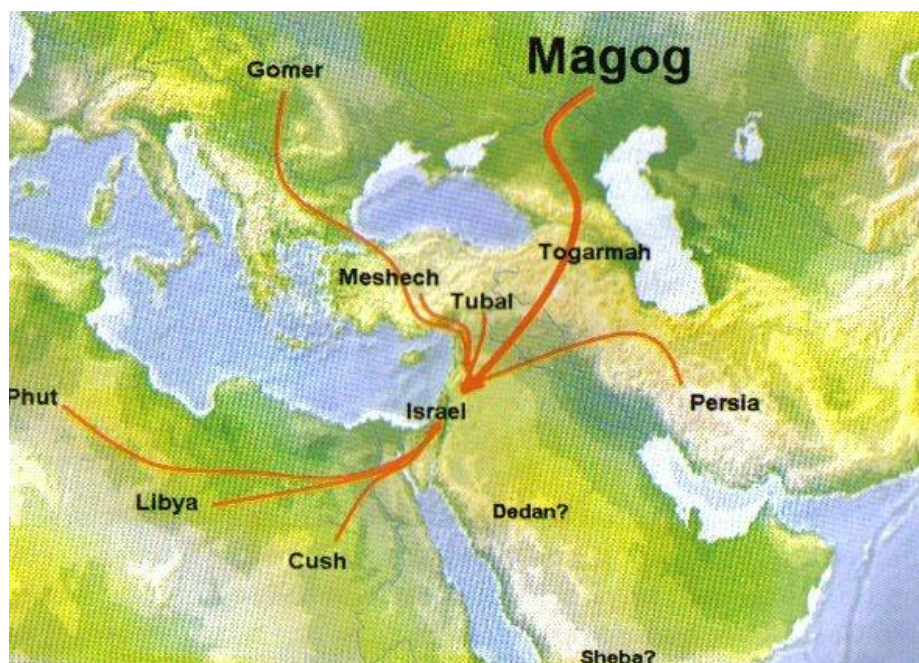 Magog
Gomer
Togarmah
Meshech
Tubal
Phut
Israel
Persia
Libya
Dedan?
Cush
Sheba?